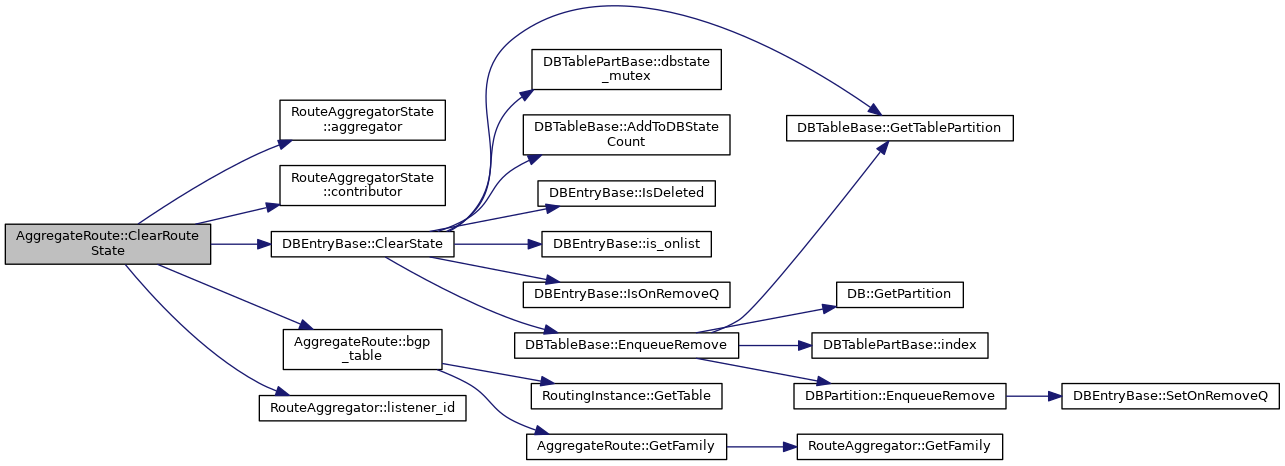 AggregateRoute::ClearRoute
State
RouteAggregatorState
::aggregator
RouteAggregatorState
::contributor
DBEntryBase::ClearState
AggregateRoute::bgp
_table
RouteAggregator::listener_id
DBTablePartBase::dbstate
_mutex
DBTableBase::AddToDBState
Count
DBEntryBase::IsDeleted
DBEntryBase::is_onlist
DBEntryBase::IsOnRemoveQ
DBTableBase::EnqueueRemove
RoutingInstance::GetTable
AggregateRoute::GetFamily
DBTableBase::GetTablePartition
DB::GetPartition
DBTablePartBase::index
DBPartition::EnqueueRemove
RouteAggregator::GetFamily
DBEntryBase::SetOnRemoveQ